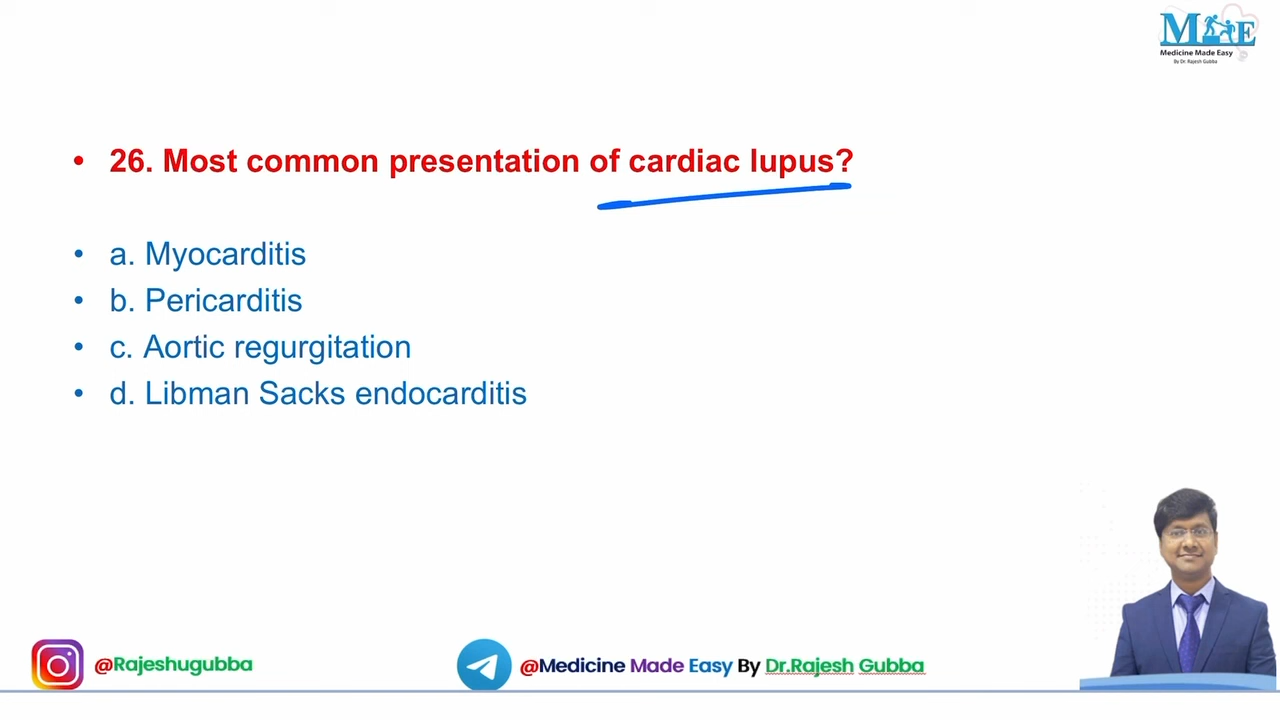 M E
Medicine Made Easy
By Dr. Rajesh Gubba
• 26. Most common presentation of cardiac lupus?
• a. Myocarditis
• b. Pericarditis
• c. Aortic regurgitation
• d. Libman Sacks endocarditis
@Rajeshugubba
@Medicine Made Easy By Dr.Rajesh Gubba